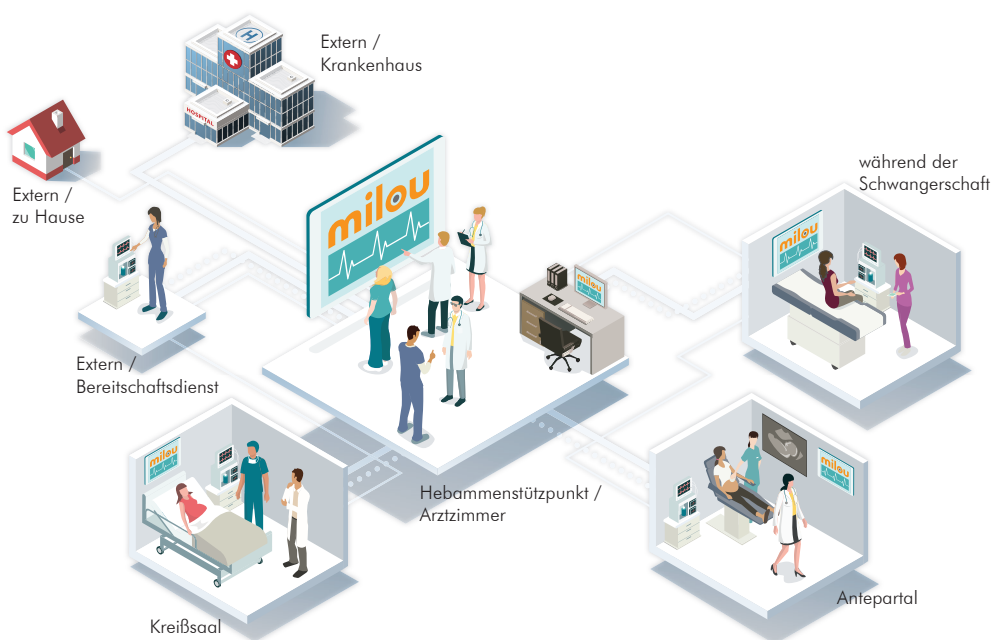 Extern /
Krankenhaus
H
HOSPITAL
Extern /
zu Hause
milou
während der
Schwangerschaft
milou
milou
Extern /
Bereitschaftsdienst
milou
Hebammenstützpunkt /
Arztzimmer
milou
Kreißsaal
Antepartal